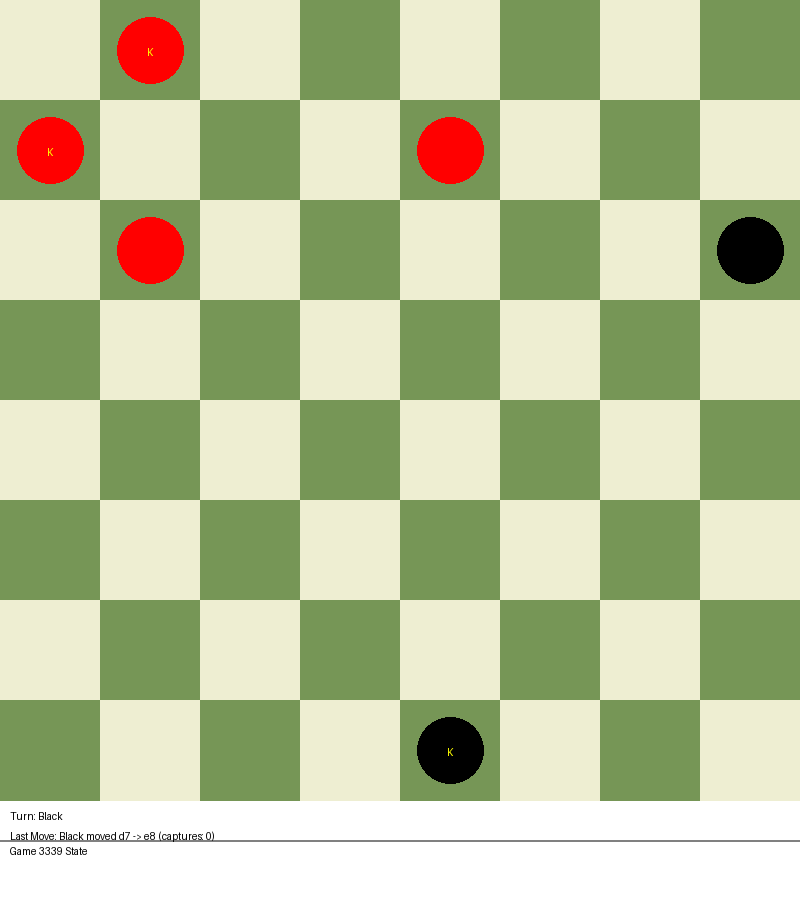 K
K
K
Turn: Black
Last Move: Black moved d7 -> e8 (captures: 0)
Game 3339 State